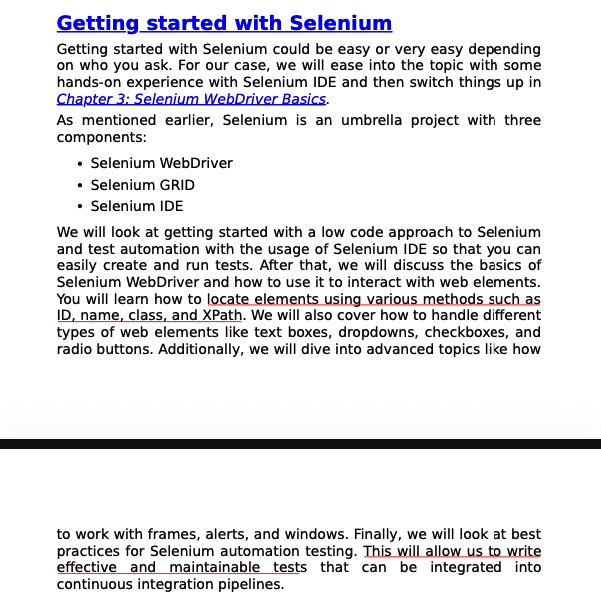 Getting started with Selenium
Getting started with Selenium could be easy or very easy depending
on who you ask. For our case, we will ease into the topic with some
hands-on experience with Selenium IDE and then switch things up in
Chapter 3: Selenium WebDriver Basics.
As mentioned earlier, Selenium is an umbrella project with three
components:
• Selenium WebDriver
• Selenium GRID
• Selenium IDE
We will look at getting started with a low code approach to Selenium
and test automation with the usage of Selenium IDE so that you can
easily create and run tests. After that, we will discuss the basics of
Selenium WebDriver and how to use it to interact with web elements.
You will learn how to locate elements using various methods such as
ID, name, class, and XPath. We will also cover how to handle different
types of web elements like text boxes, dropdowns, checkboxes, and
radio buttons. Additionally, we will dive into advanced topics like how
to work with frames, alerts, and windows. Finally, we will look at best
practices for Selenium automation testing. This will allow us to write
effective and maintainable tests that can be integrated into
continuous integration pipelines.